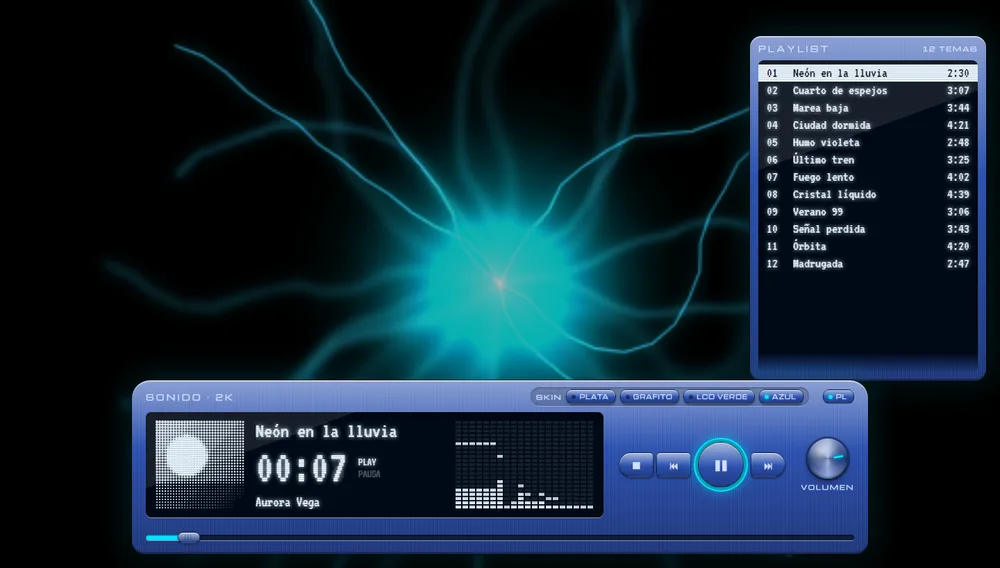 PLAYLIST 12 TEMAS
01 Neón en la lluvia 2:30
02 Cuarto de espejos 3:07
03 Marea baja 3:44
04 Ciudad dormida 4:21
05 Humo violeta 2:48
06 Último tren 3:25
07 Fuego lento 4:02
08 Cristal líquido 4:39
09 Verano 99 3:06
10 Señal perdida 3:43
11 Órbita 4:20
12 Madrugada 2:47
SONIDO · 2K
SKIN PLATA GRAFITO LCD VERDE AZUL PL
Neón en la lluvia
00:07
PLAY
PAUSA
Aurora Vega
VOLUMEN